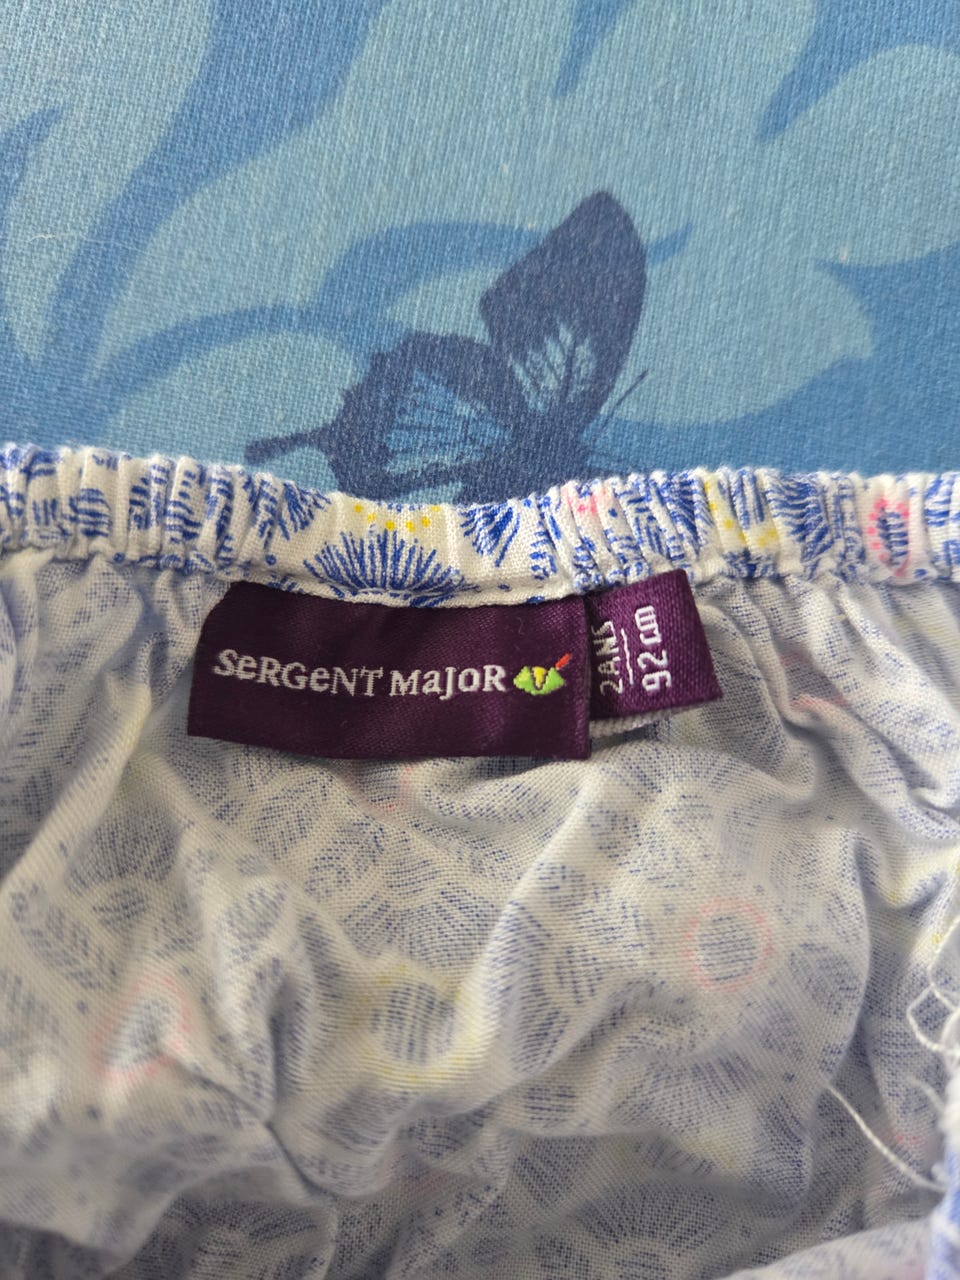 SeRGeNT MaJoR
2ANS
92 cm